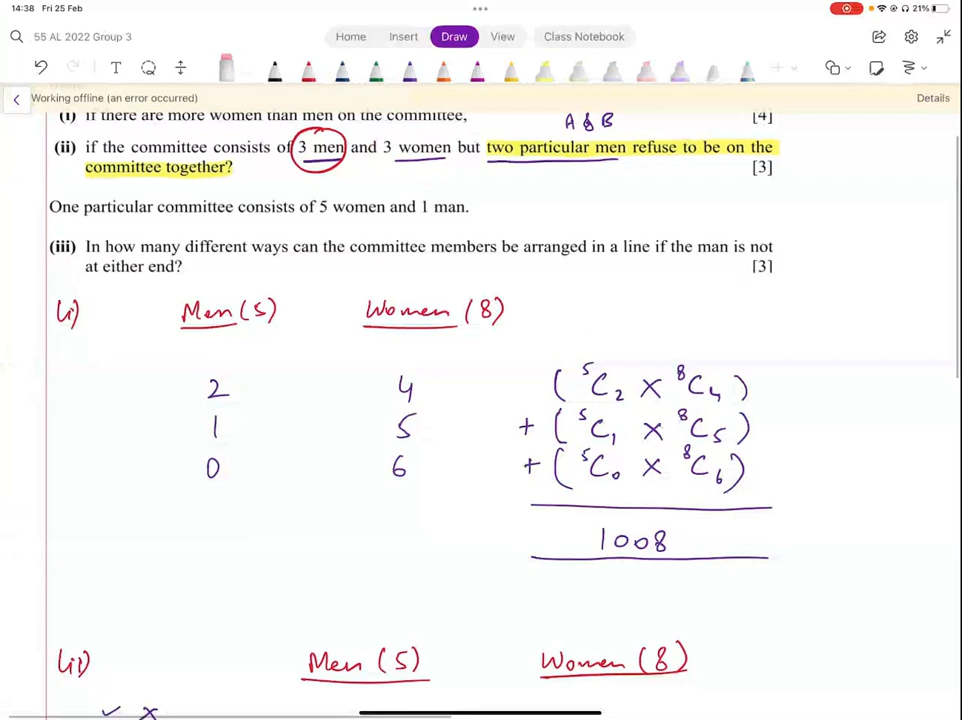 14:38 Fri 25 Feb
21%
55 AL 2022 Group 3
Home Insert Draw View Class Notebook
Working offline (an error occurred) Details
(i) if there are more women than men on the committee, [4]
A & B
(ii) if the committee consists of 3 men and 3 women but two particular men refuse to be on the
committee together? [3]
One particular committee consists of 5 women and 1 man.
(iii) In how many different ways can the committee members be arranged in a line if the man is not
at either end? [3]
(i) Men (5) Women (8)
2 4 (⁵C₂ X ⁸C₄)
1 5 + (⁵C₁ X ⁸C₅)
0 6 + (⁵C₀ X ⁸C₆)
1008
(ii) Men (5) Women (8)
✓ X